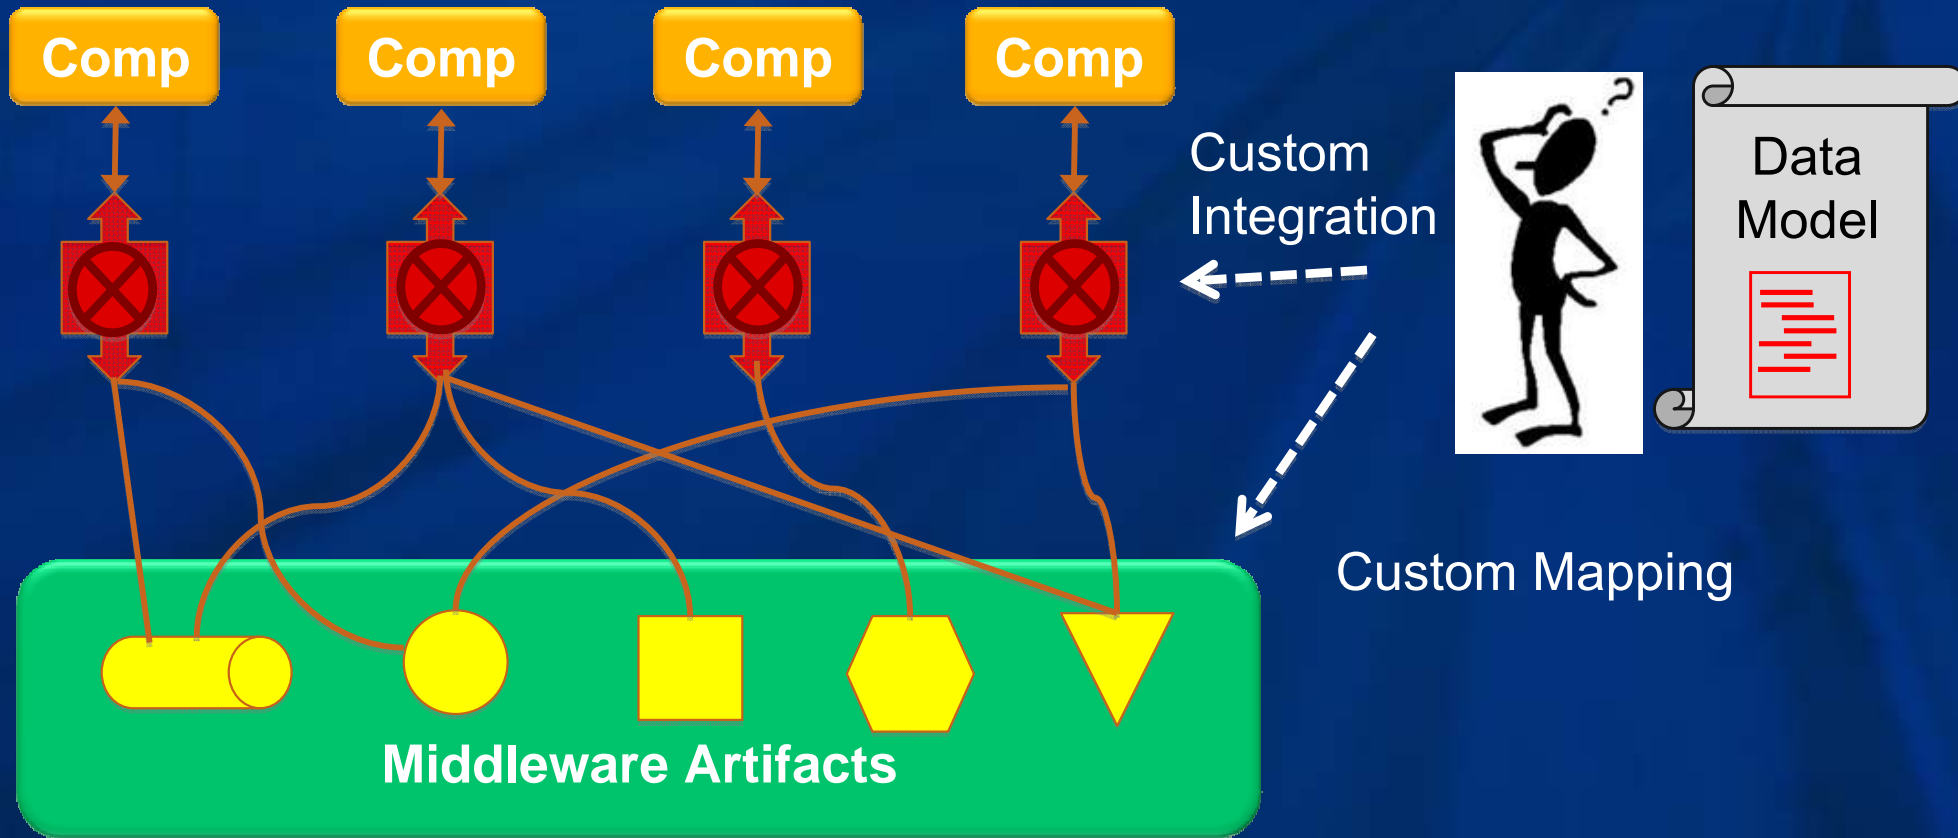 Comp
Comp
Comp
Comp
Custom
Integration
?
Data
Model
Custom Mapping
Middleware Artifacts